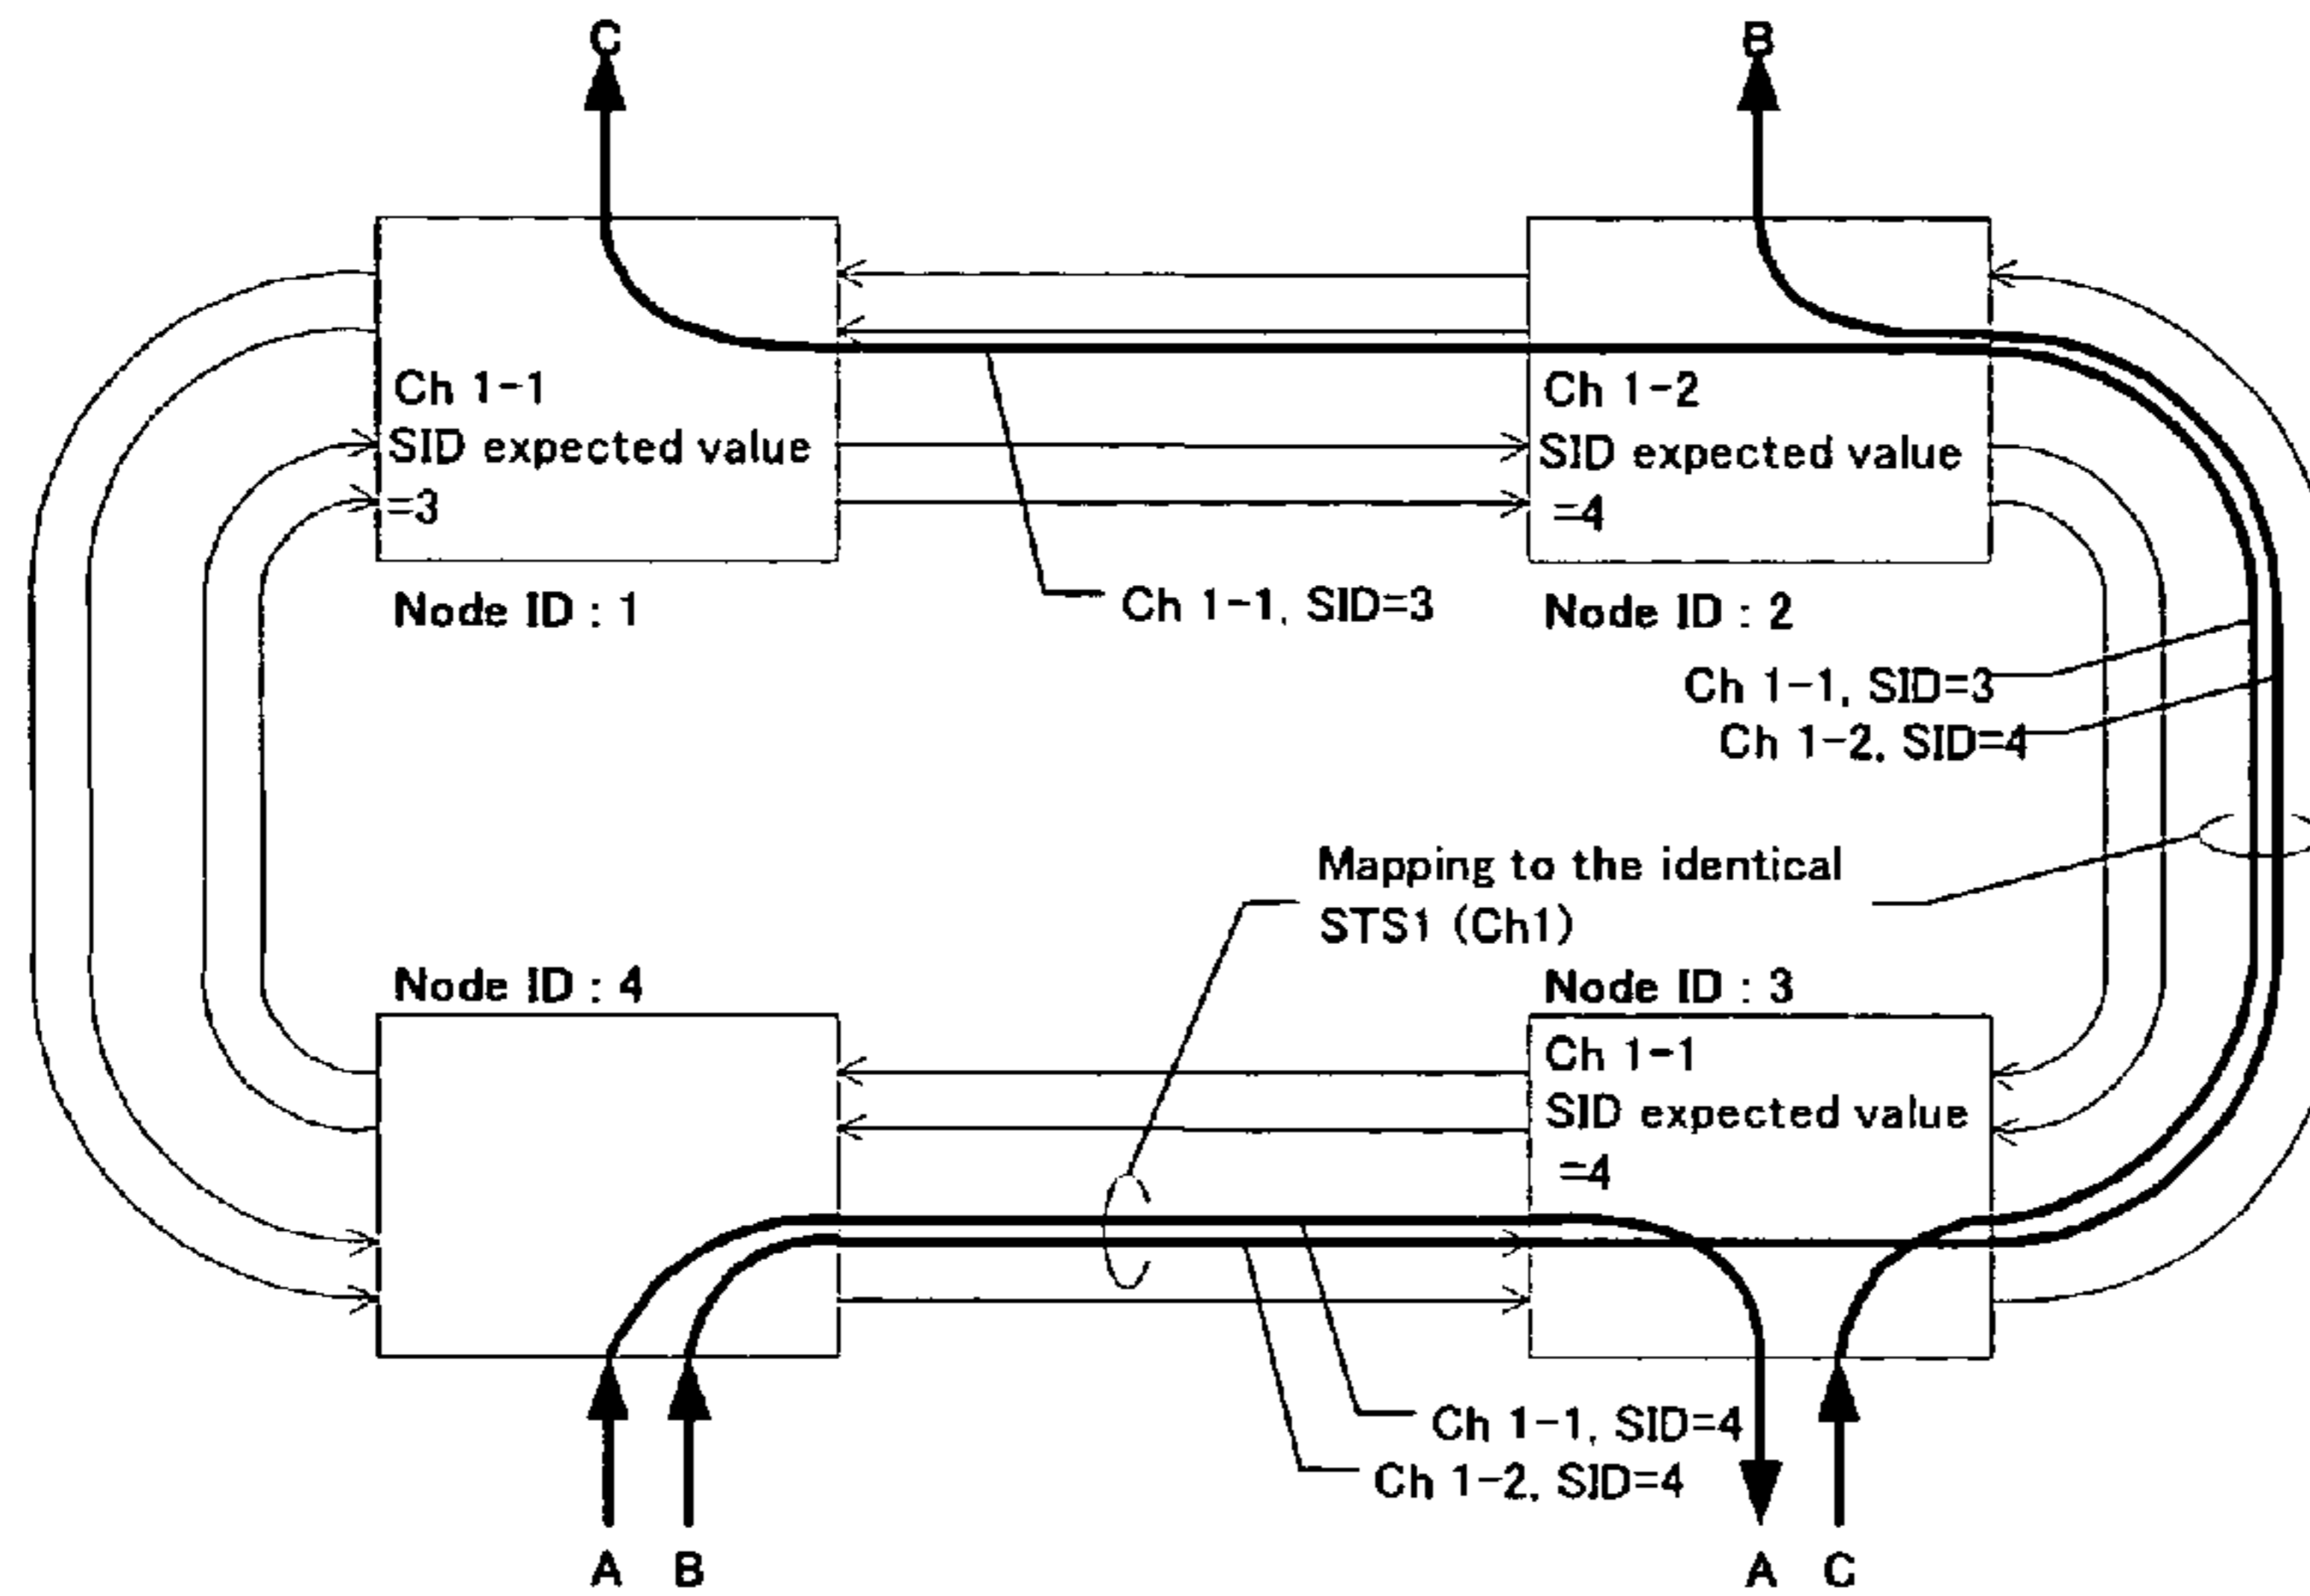 C
B
Ch 1-1
SID expected value
=3
Ch 1-2
SID expected value
=4
Node ID : 1
Ch 1-1, SID=3
Node ID : 2
Ch 1-1, SID=3
Ch 1-2, SID=4
Mapping to the identical
STS1 (Ch1)
Node ID : 4
Node ID : 3
Ch 1-1
SID expected value
=4
Ch 1-1, SID=4
Ch 1-2, SID=4
A B
A C